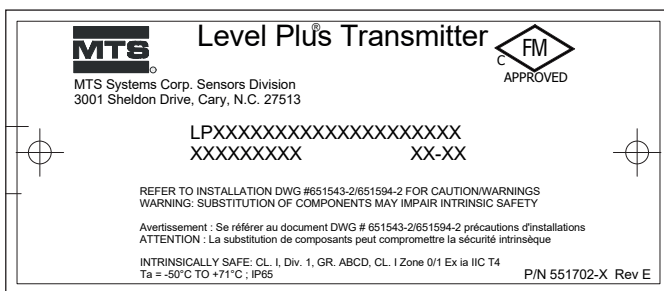 MTS
Level Plus® Transmitter
C FM
APPROVED
MTS Systems Corp. Sensors Division
3001 Sheldon Drive, Cary, N.C. 27513
LPXXXXXXXXXXXXXXXXXXXX
XXXXXXXXX XX-XX
REFER TO INSTALLATION DWG #651543-2/651594-2 FOR CAUTION/WARNINGS
WARNING: SUBSTITUTION OF COMPONENTS MAY IMPAIR INTRINSIC SAFETY
Avertissement : Se référer au document DWG # 651543-2/651594-2 précautions d'installations
ATTENTION : La substitution de composants peut compromettre la sécurité intrinsèque
INTRINSICALLY SAFE: CL. I, Div. 1, GR. ABCD, CL. I Zone 0/1 Ex ia IIC T4
Ta = -50°C TO +71°C ; IP65
P/N 551702-X Rev E